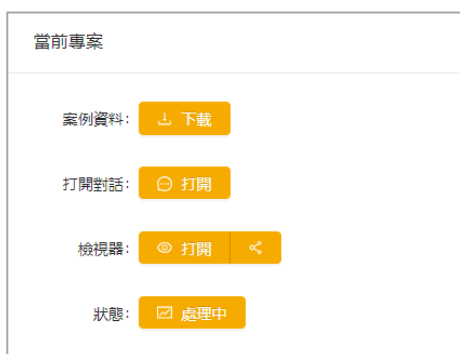 當前專案
案例資料: 下載
打開對話: 打開
檢視器: 打開
狀態: 處理中